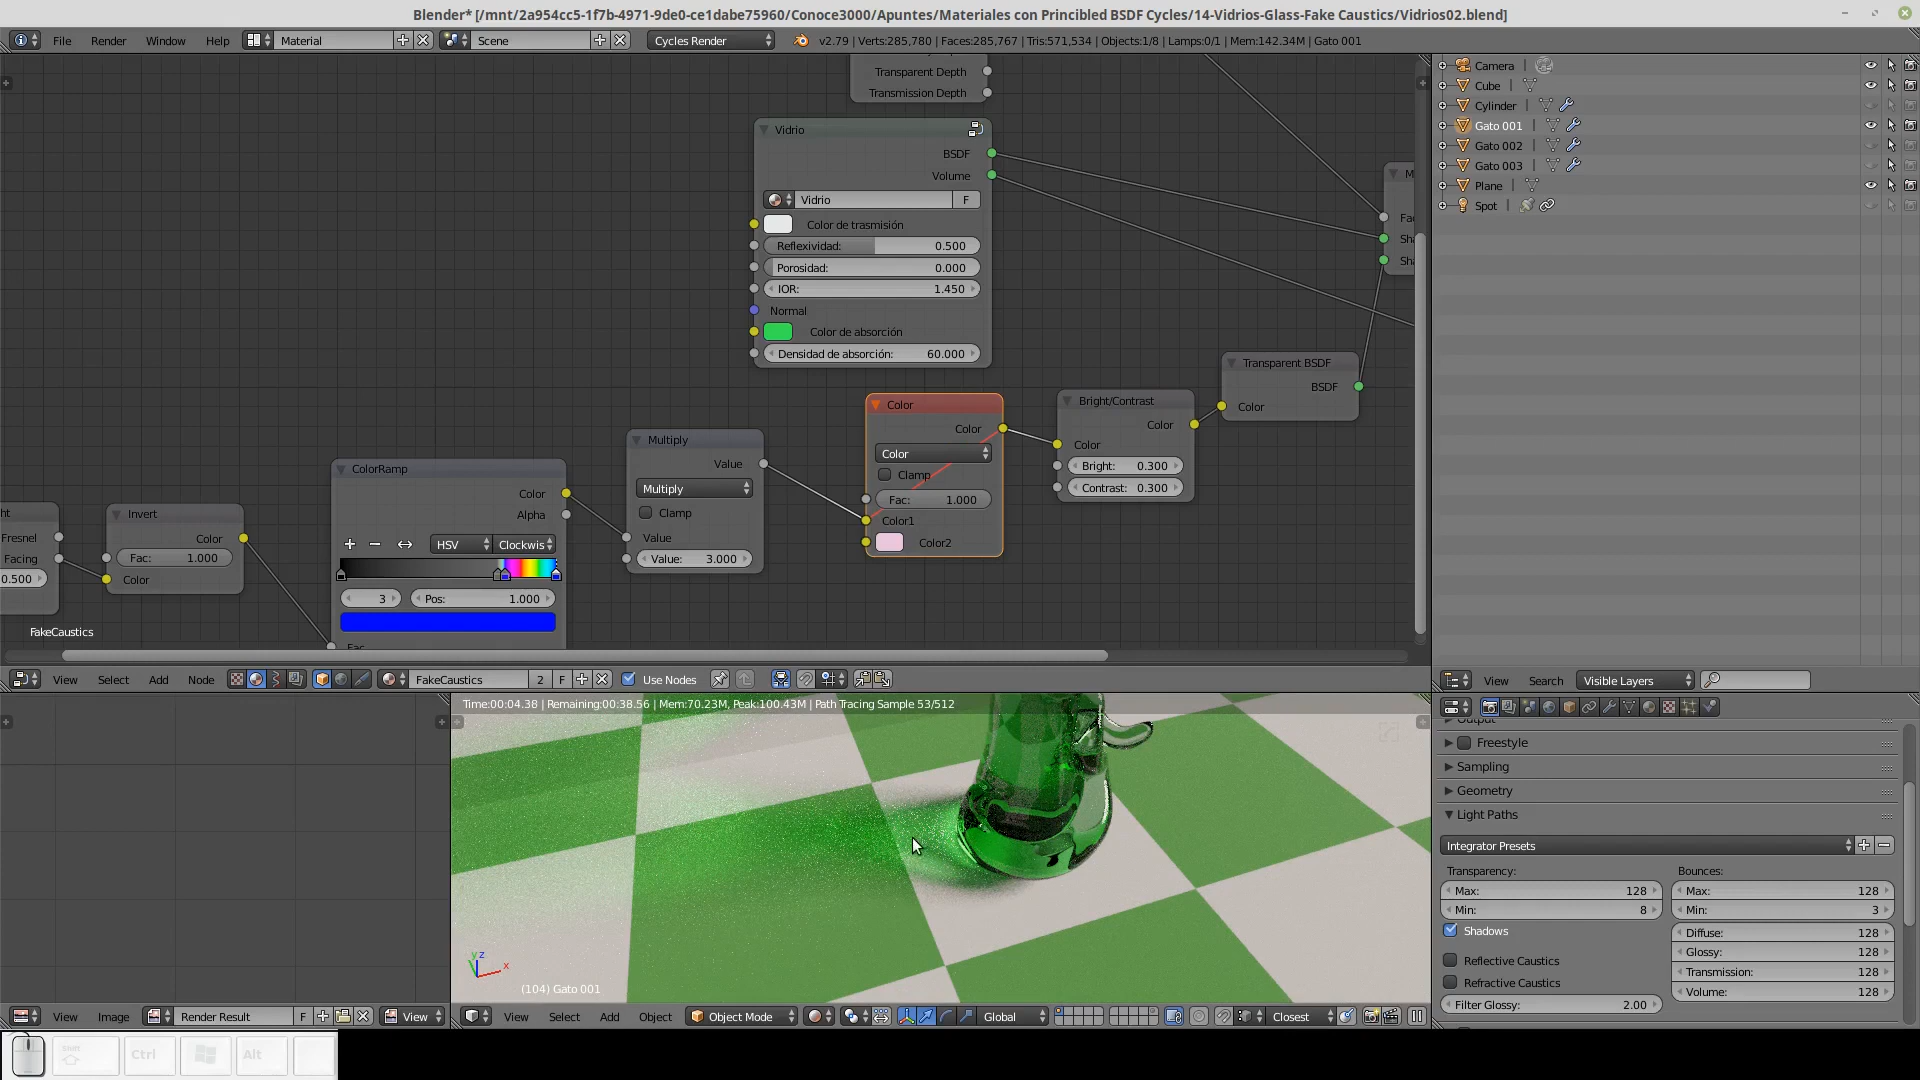 Blender* [/mnt/2a954cc5-1f7b-4971-9de0-ce1dabe75960/Conoce3000/Apuntes/Materiales con Princibled BSDF Cycles/14-Vidrios-Glass-Fake Caustics/Vidrios02.blend]
File Render Window Help Material Scene Cycles Render v2.79 | Verts:285,780 | Faces:285,767 | Tris:571,534 | Objects:1/8 | Lamps:0/1 | Mem:142.34M | Gato 001
Transparent Depth
Transmission Depth
Vidrio
BSDF
Volume
Vidrio F
Color de trasmisión
Reflexividad: 0.500
Porosidad: 0.000
IOR: 1.450
Normal
Color de absorción
Densidad de absorción: 60.000
M
Fac
Sha
Sha
Transparent BSDF
BSDF
Color
Bright/Contrast
Color
Color
Bright: 0.300
Contrast: 0.300
Color
Color
Color
Clamp
Fac: 1.000
Color1
Color2
Multiply
Value
Multiply
Clamp
Value
Value: 3.000
ColorRamp
Color
Alpha
HSV Clockwis
3 Pos: 1.000
Fac
Invert
Color
Fac: 1.000
Color
ht
Fresnel
Facing
0.500
FakeCaustics
View Select Add Node FakeCaustics 2 F Use Nodes
Camera
Cube
Cylinder
Gato 001
Gato 002
Gato 003
Plane
Spot
View Search Visible Layers
Time:00:04.38 | Remaining:00:38.56 | Mem:70.23M, Peak:100.43M | Path Tracing Sample 53/512
y z x
(104) Gato 001
View Image Render Result F View
View Select Add Object Object Mode Global Closest
Output
Freestyle
Sampling
Geometry
Light Paths
Integrator Presets
Transparency: Bounces:
Max: 128 Max: 128
Min: 8 Min: 3
Shadows Diffuse: 128
Glossy: 128
Reflective Caustics
Transmission: 128
Refractive Caustics
Volume: 128
Filter Glossy: 2.00
Shift Ctrl Alt